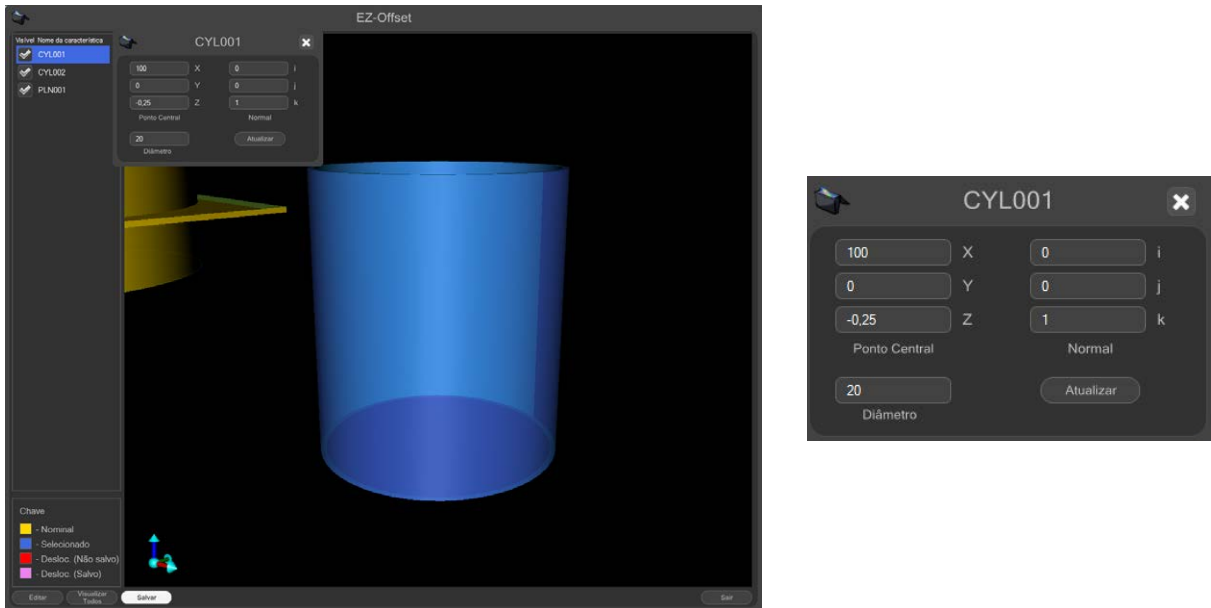 EZ-Offset
Visível Nome da característica
CYL001
CYL002
PLN001
CYL001
100 X 0 i
0 Y 0 j
-0,25 Z 1 k
Ponto Central Normal
20 Atualizar
Diâmetro
Chave
- Nominal
- Selecionado
- Desloc. (Não salvo)
- Desloc. (Salvo)
Editar Visualizar Todos Salvar Sair
CYL001
100 X 0 i
0 Y 0 j
-0,25 Z 1 k
Ponto Central Normal
20 Atualizar
Diâmetro